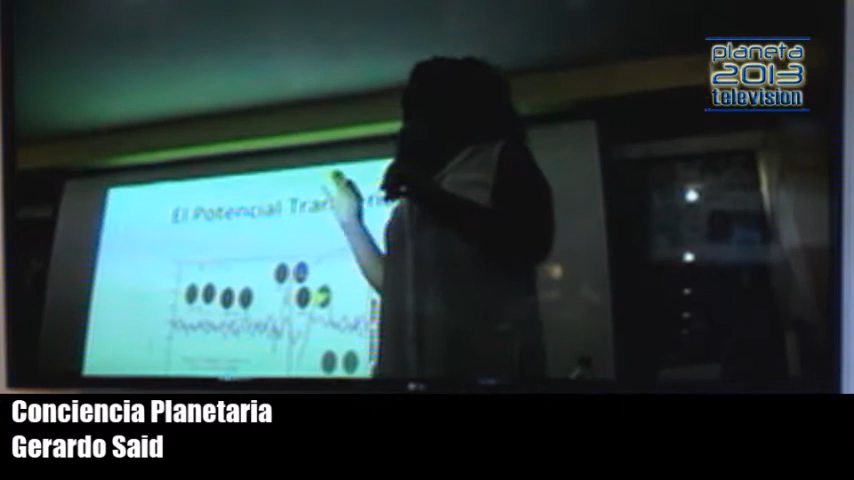 planeta
2013
television
El Potencial
Conciencia Planetaria
Gerardo Said